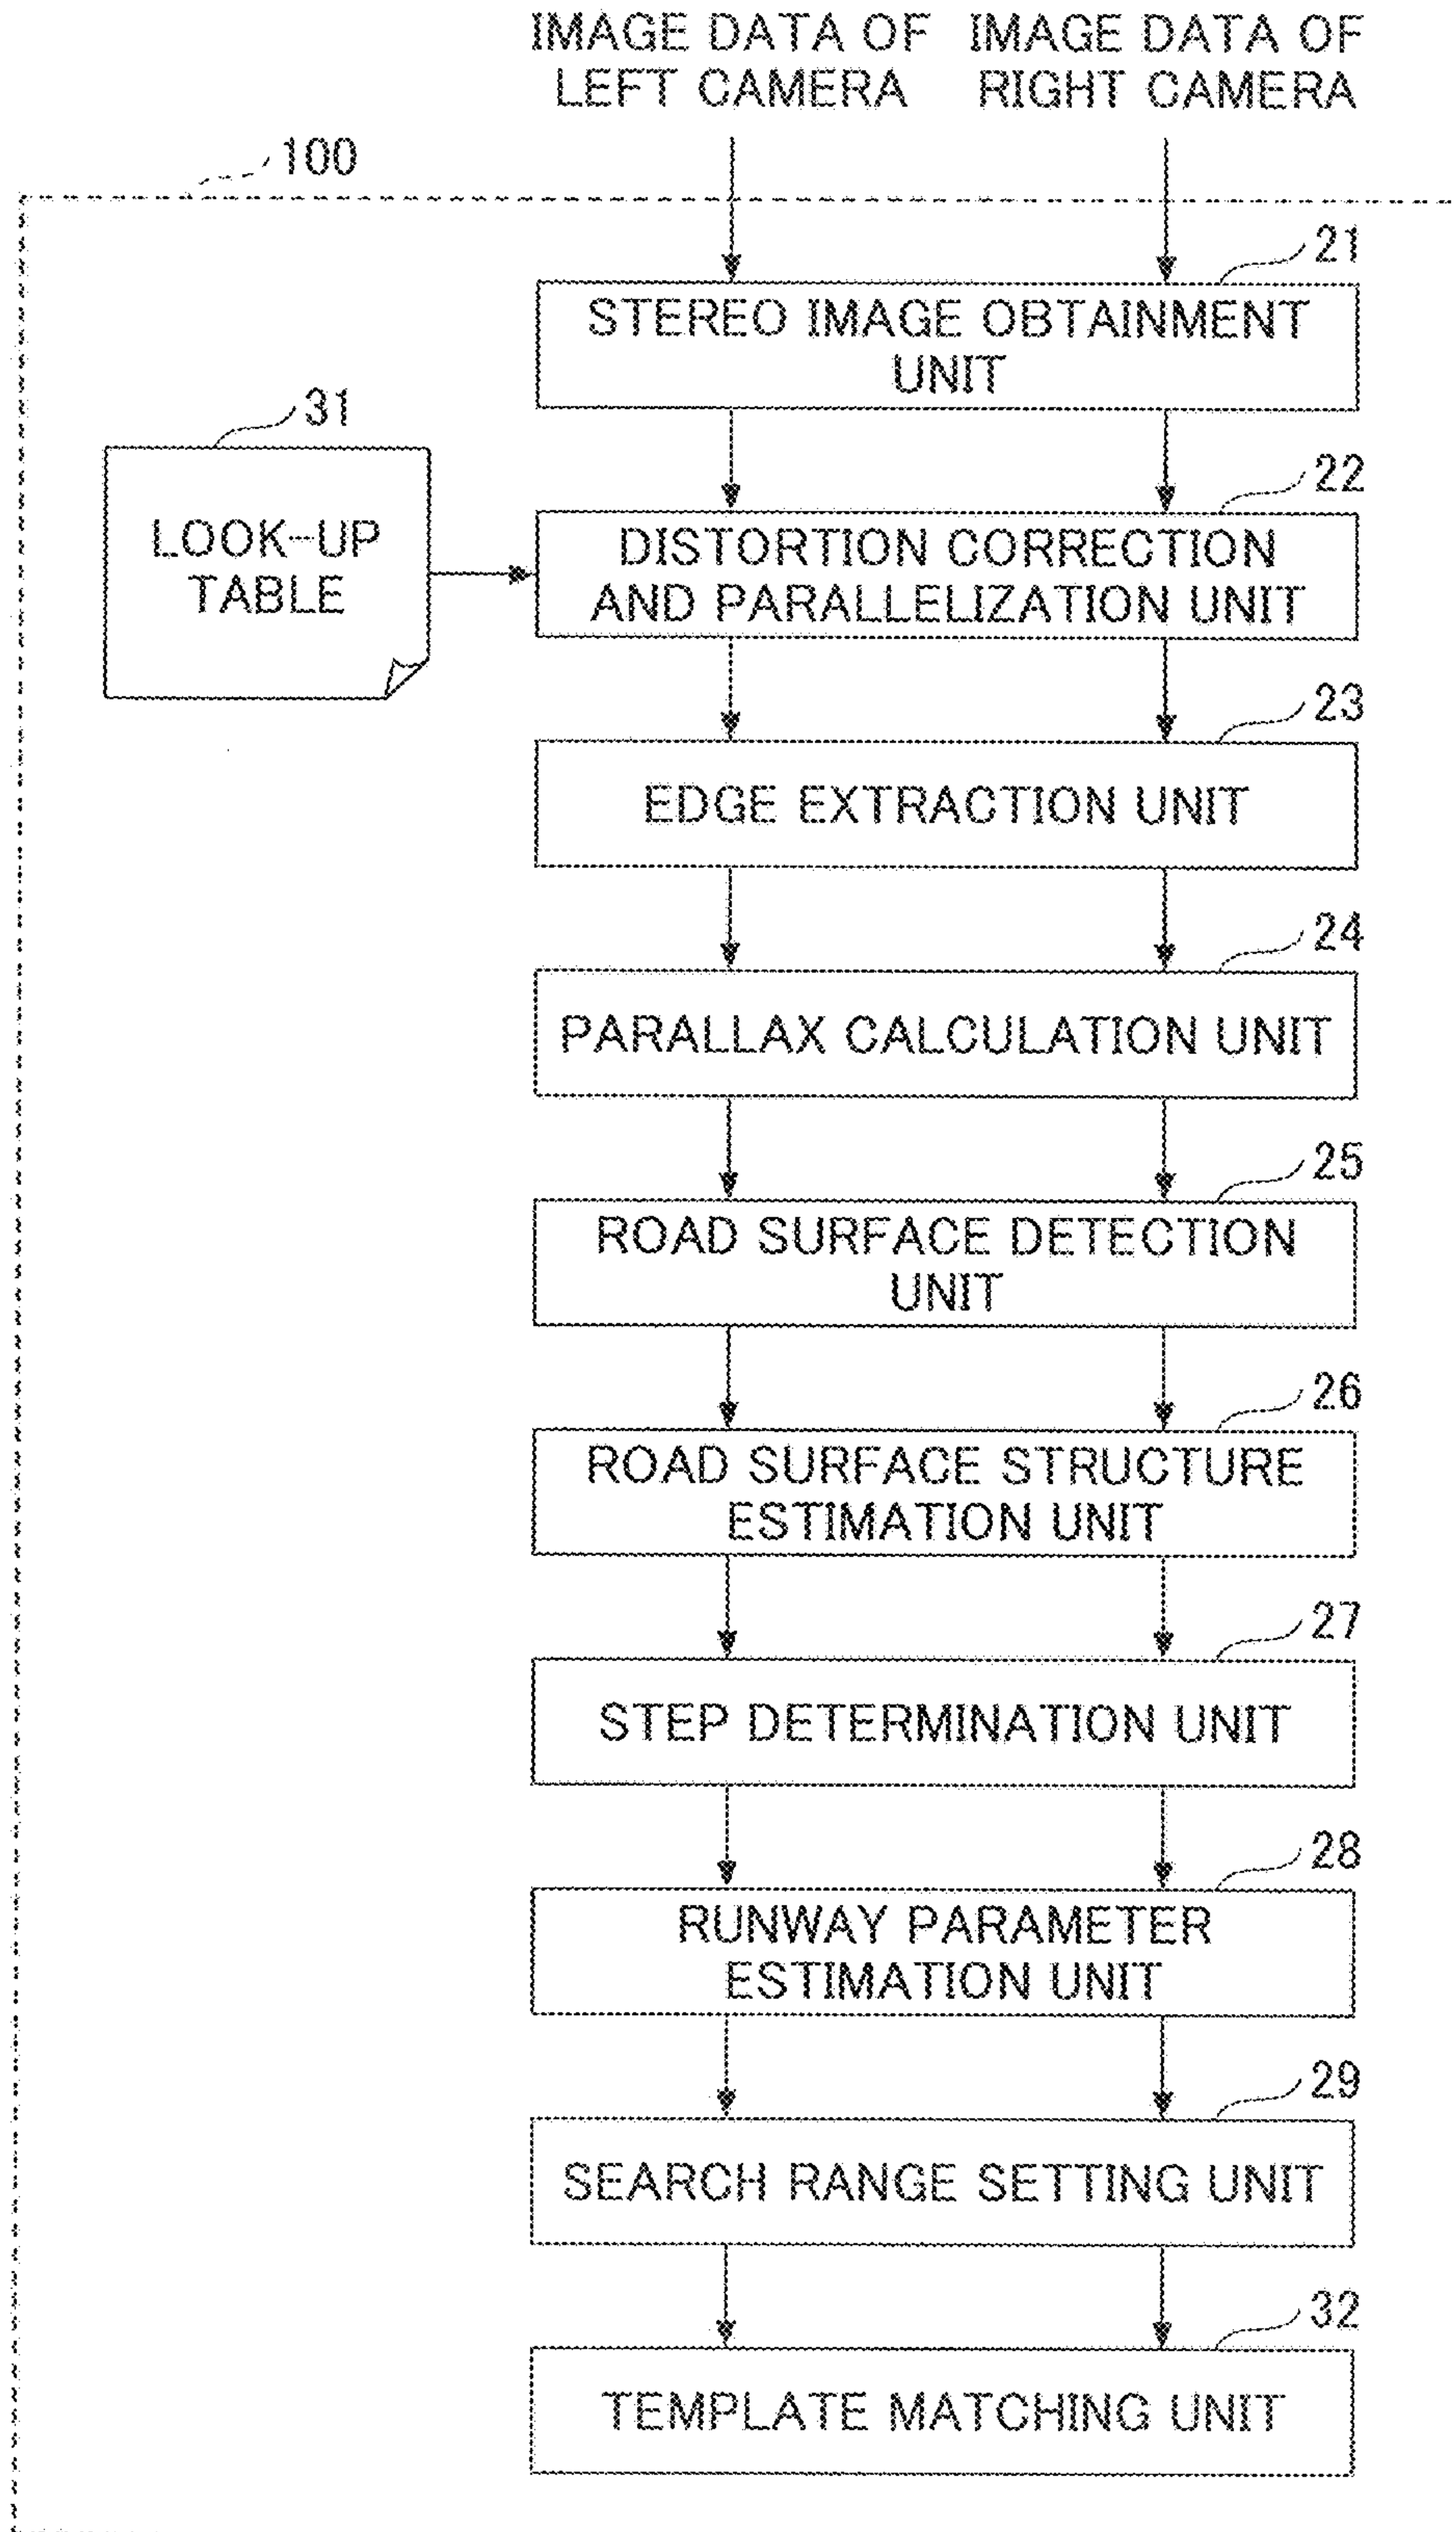 IMAGE DATA OF
LEFT CAMERA
IMAGE DATA OF
RIGHT CAMERA
100
21
STEREO IMAGE OBTAINMENT
UNIT
31
LOOK-UP
TABLE
22
DISTORTION CORRECTION
AND PARALLELIZATION UNIT
23
EDGE EXTRACTION UNIT
24
PARALLAX CALCULATION UNIT
25
ROAD SURFACE DETECTION
UNIT
26
ROAD SURFACE STRUCTURE
ESTIMATION UNIT
27
STEP DETERMINATION UNIT
28
RUNWAY PARAMETER
ESTIMATION UNIT
29
SEARCH RANGE SETTING UNIT
32
TEMPLATE MATCHING UNIT